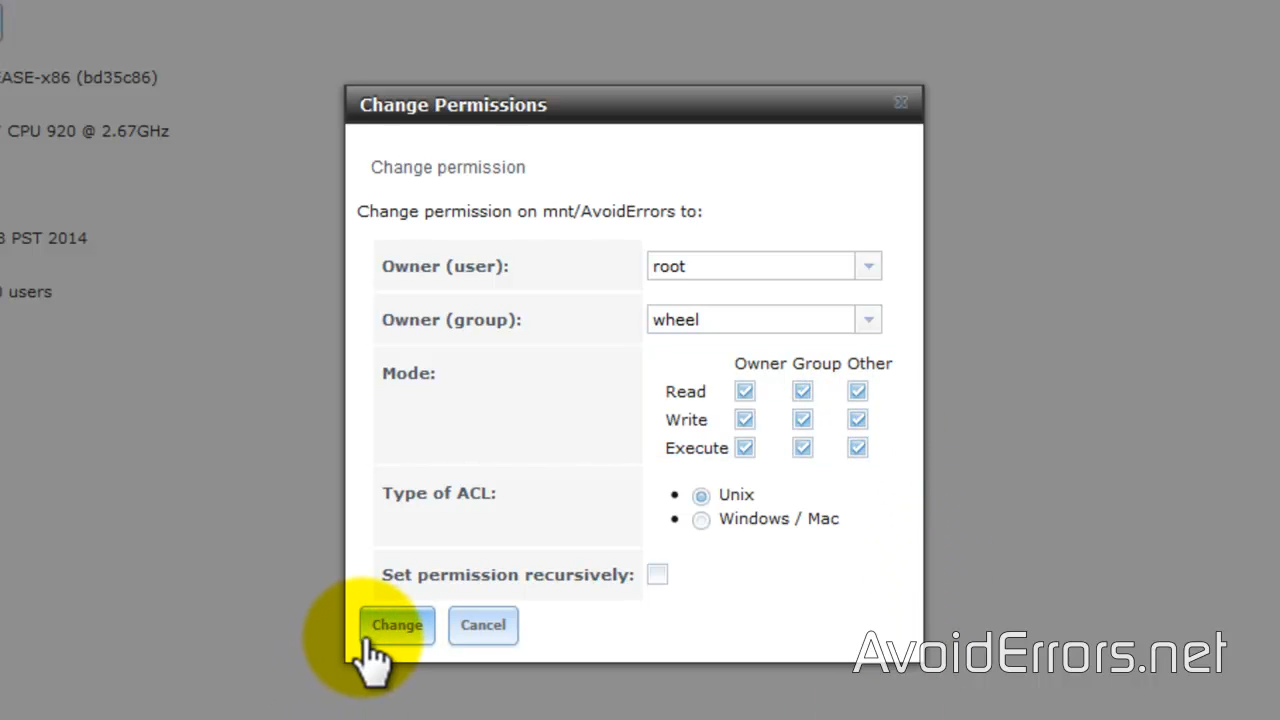 EASE-x86 (bd35c86)
CPU 920 @ 2.67GHz
PST 2014
users
Change Permissions
Change permission
Change permission on mnt/AvoidErrors to:
Owner (user): root
Owner (group): wheel
Mode:
Owner Group Other
Read
Write
Execute
Type of ACL:
• Unix
• Windows / Mac
Set permission recursively:
Change Cancel
AvoidErrors.net